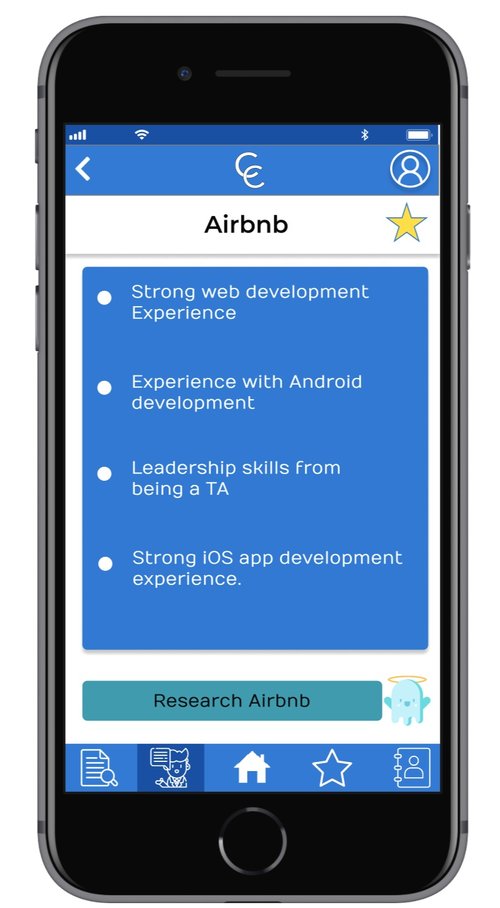 CC
Airbnb
Strong web development
Experience
Experience with Android
development
Leadership skills from
being a TA
Strong iOS app development
experience.
Research Airbnb